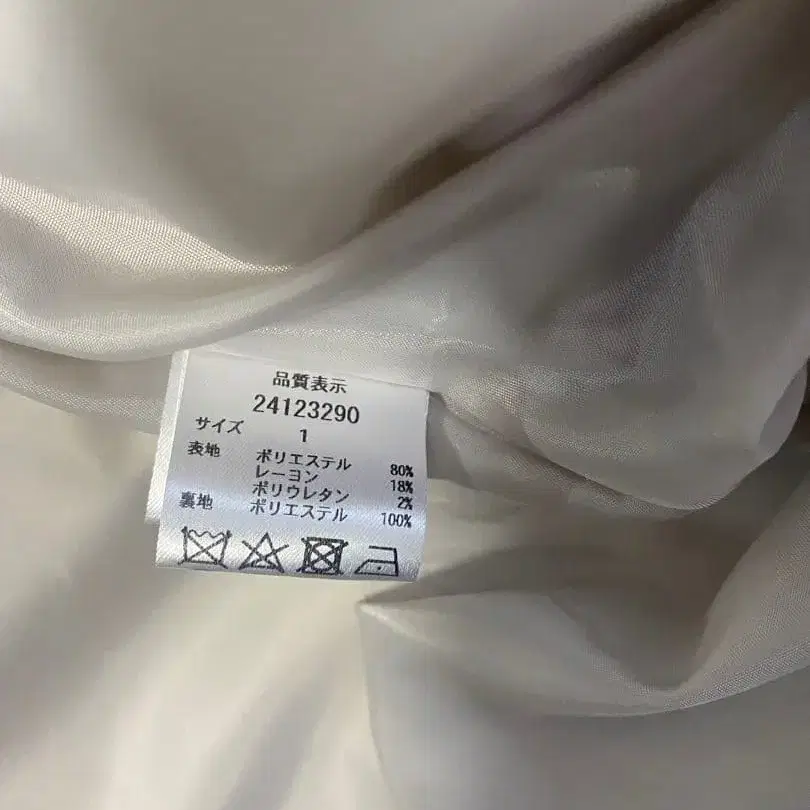 品質表示
24123290
サイズ 1
表地 ポリエステル 80%
レーヨン 18%
ポリウレタン 2%
裏地 ポリエステル 100%